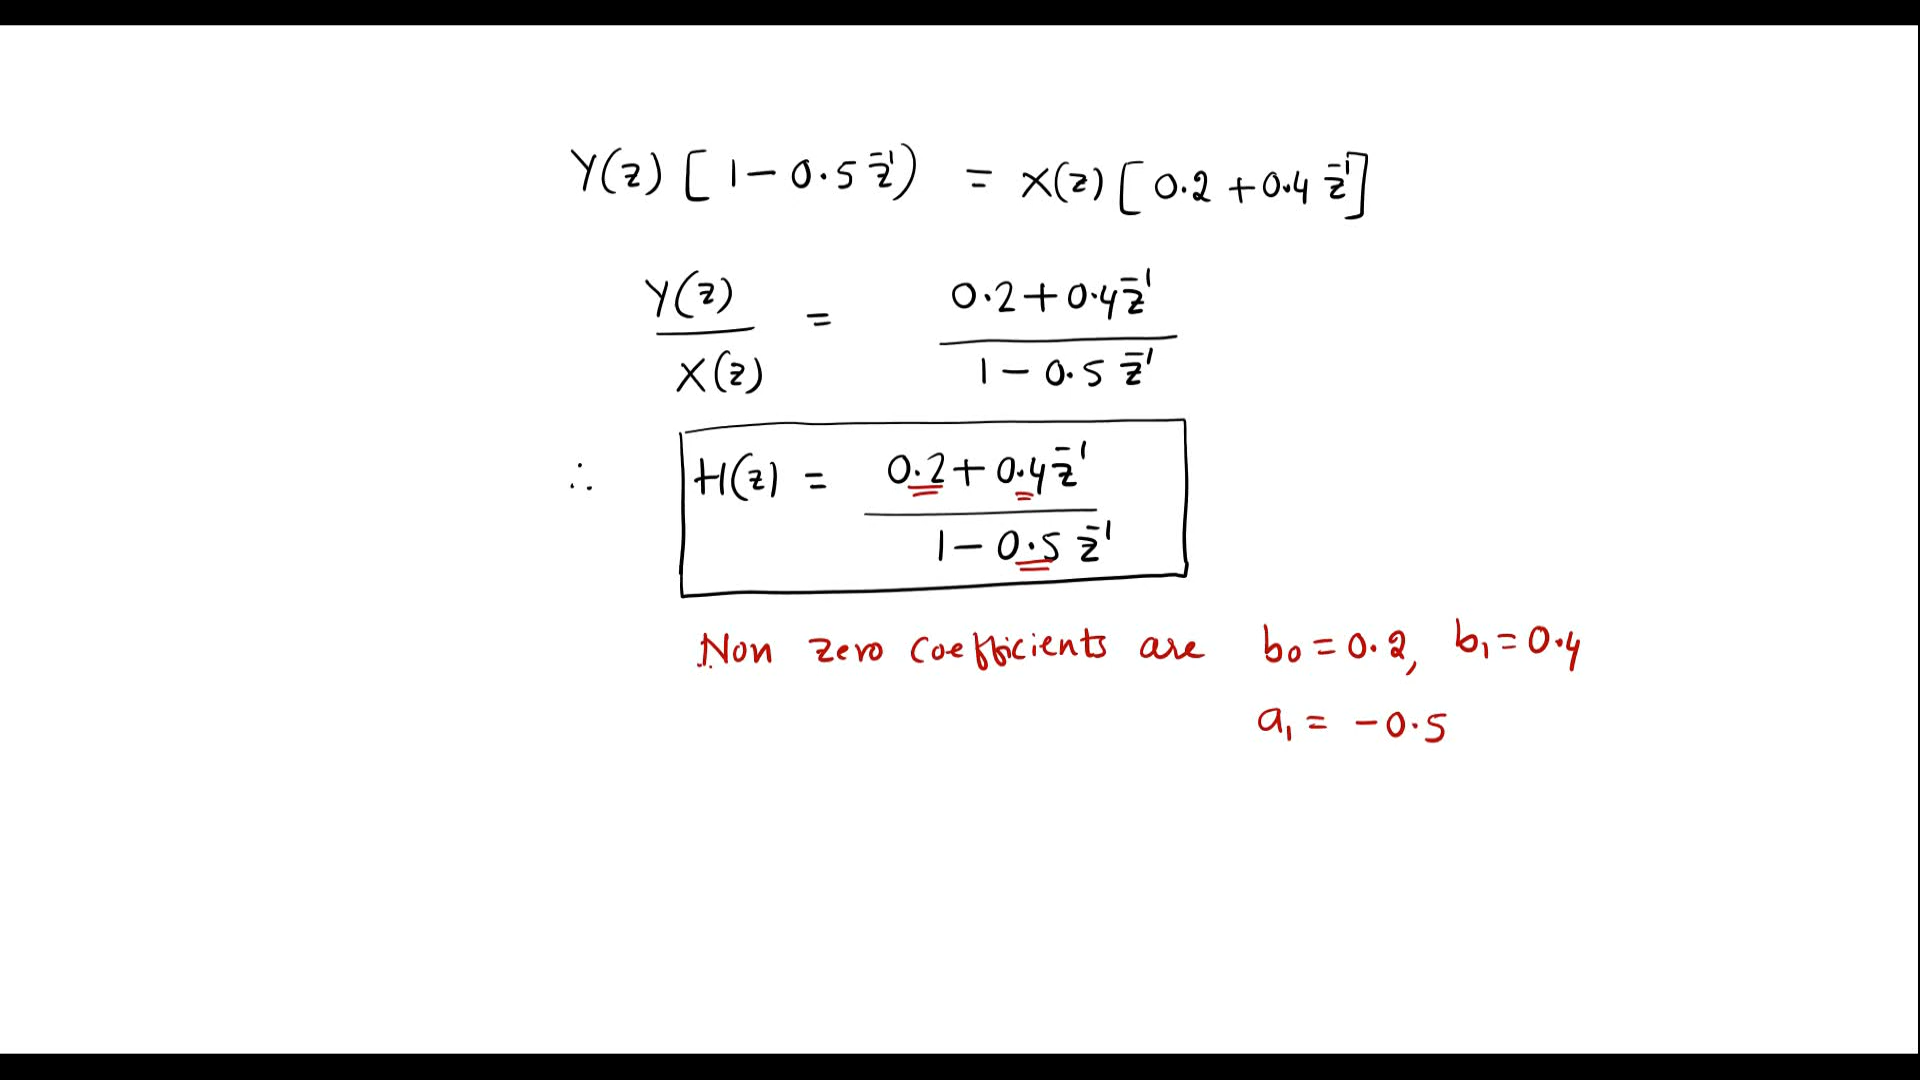 Y(z) [ 1 - 0.5 z⁻¹ ) = X(z) [ 0.2 + 0.4 z⁻¹ ]
Y(z) / X(z) = 0.2 + 0.4 z⁻¹ / 1 - 0.5 z⁻¹
∴ H(z) = 0.2 + 0.4 z⁻¹ / 1 - 0.5 z⁻¹
Non zero coefficients are b₀ = 0.2, b₁ = 0.4
a₁ = -0.5